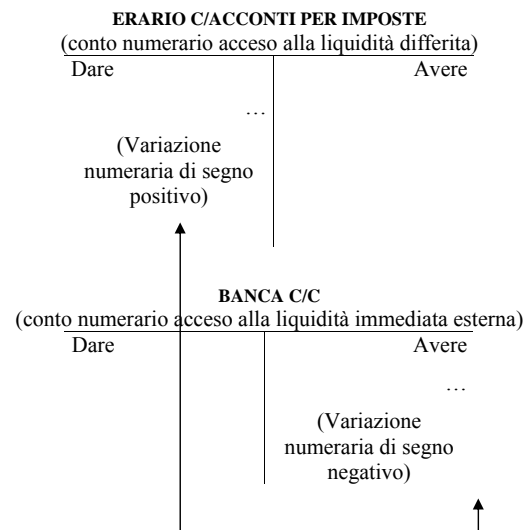 ERARIO C/ACCONTI PER IMPOSTE
(conto numerario acceso alla liquidità differita)
Dare Avere
…
(Variazione
numeraria di segno
positivo)
BANCA C/C
(conto numerario acceso alla liquidità immediata esterna)
Dare Avere
…
(Variazione
numeraria di segno
negativo)